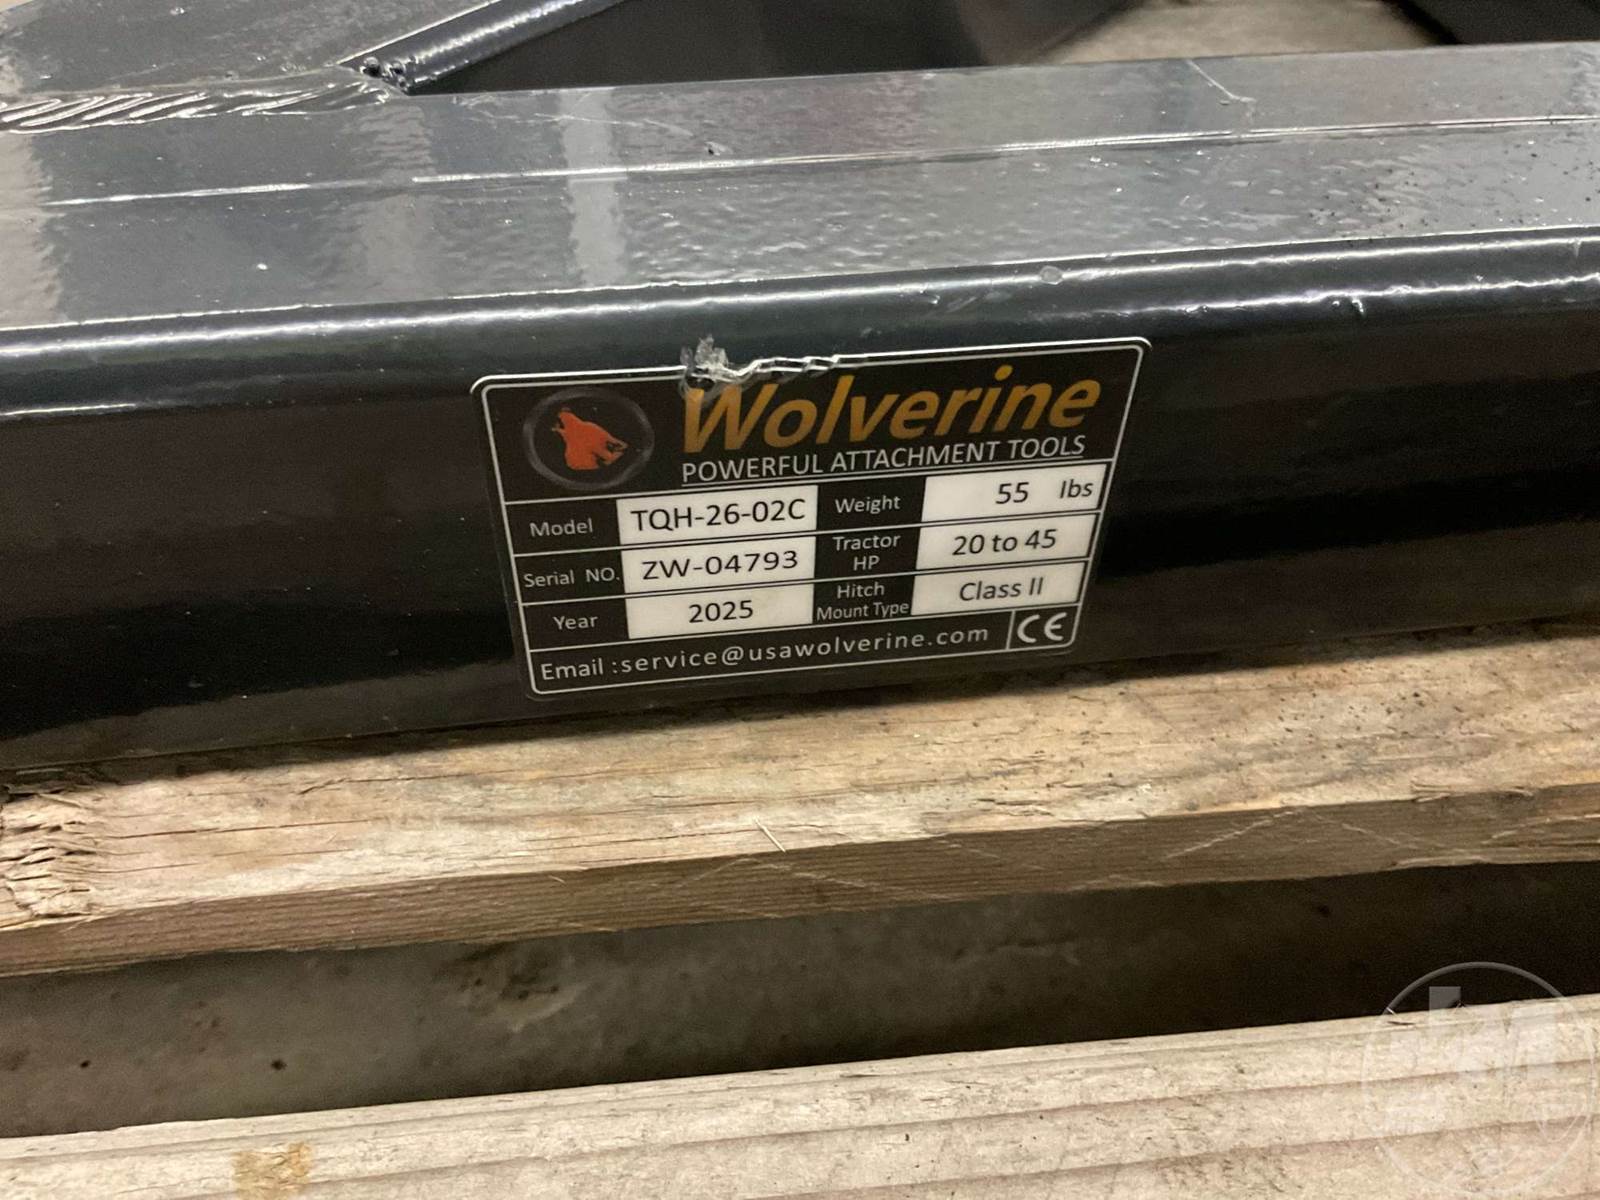 Wolverine
POWERFUL ATTACHMENT TOOLS
Model TQH-26-02C Weight 55 lbs
Serial NO. ZW-04793 Tractor HP 20 to 45
Year 2025 Hitch Mount Type Class II
Email :service@usawolverine.com CE